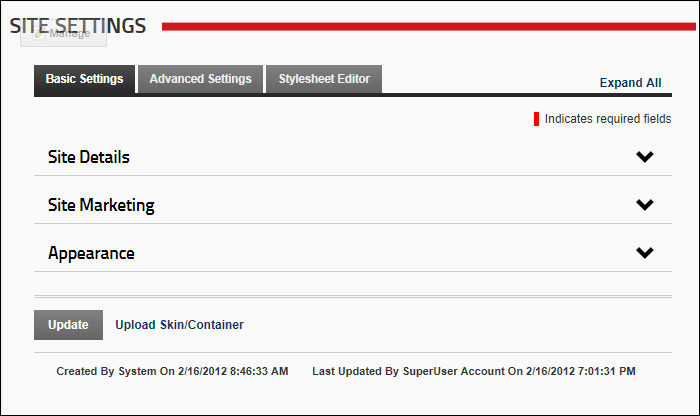 SITE SETTINGS
Manage
Basic Settings Advanced Settings Stylesheet Editor Expand All
Indicates required fields
Site Details
Site Marketing
Appearance
Update Upload Skin/Container
Created By System On 2/16/2012 8:46:33 AM Last Updated By SuperUser Account On 2/16/2012 7:01:31 PM